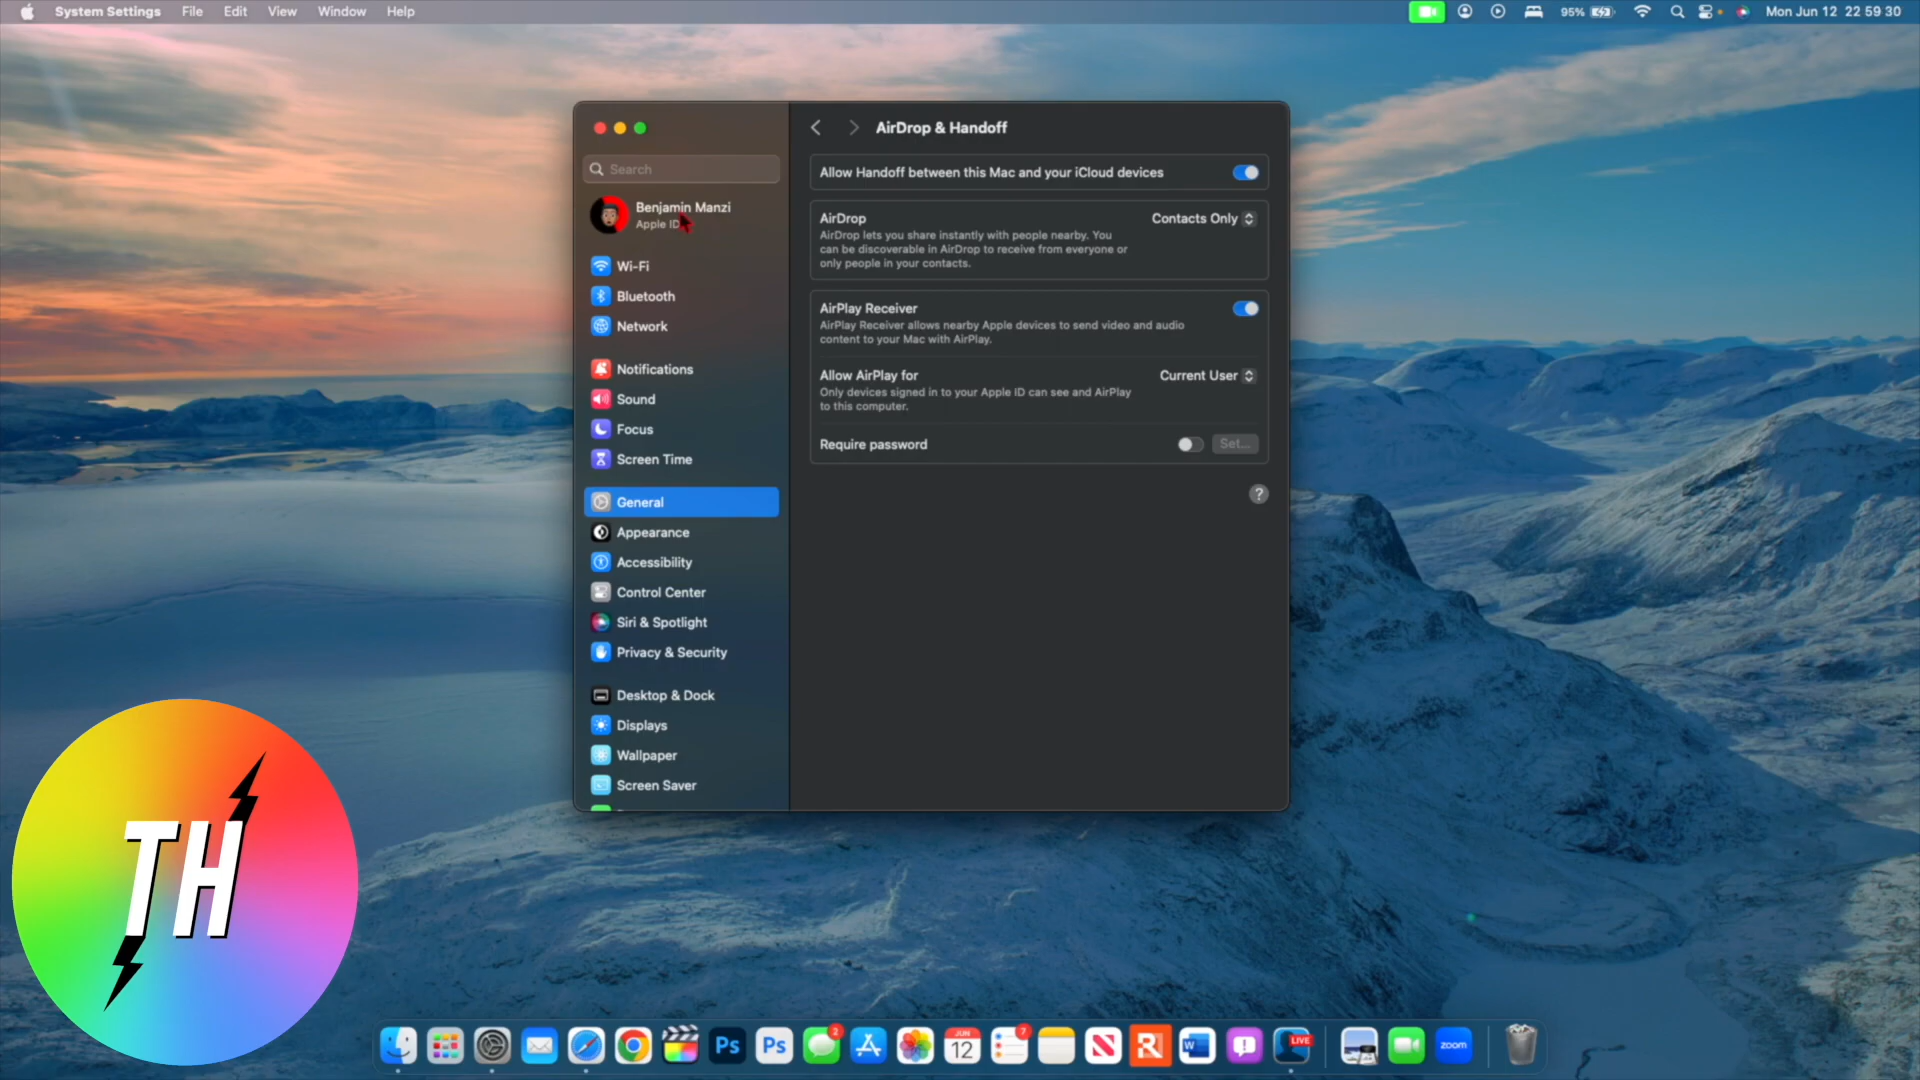 System Settings File Edit View Window Help
95% Mon Jun 12 22 59 30
AirDrop & Handoff
Search
Benjamin Manzi
Apple ID
Wi-Fi
Bluetooth
Network
Notifications
Sound
Focus
Screen Time
General
Appearance
Accessibility
Control Center
Siri & Spotlight
Privacy & Security
Desktop & Dock
Displays
Wallpaper
Screen Saver
Allow Handoff between this Mac and your iCloud devices
AirDrop Contacts Only
AirDrop lets you share instantly with people nearby. You
can be discoverable in AirDrop to receive from everyone or
only people in your contacts.
AirPlay Receiver
AirPlay Receiver allows nearby Apple devices to send video and audio
content to your Mac with AirPlay.
Allow AirPlay for Current User
Only devices signed in to your Apple ID can see and AirPlay
to this computer.
Require password Set...
?
TH
Ps Ps 2 JUN 12 7 N R W ! LIVE zoom